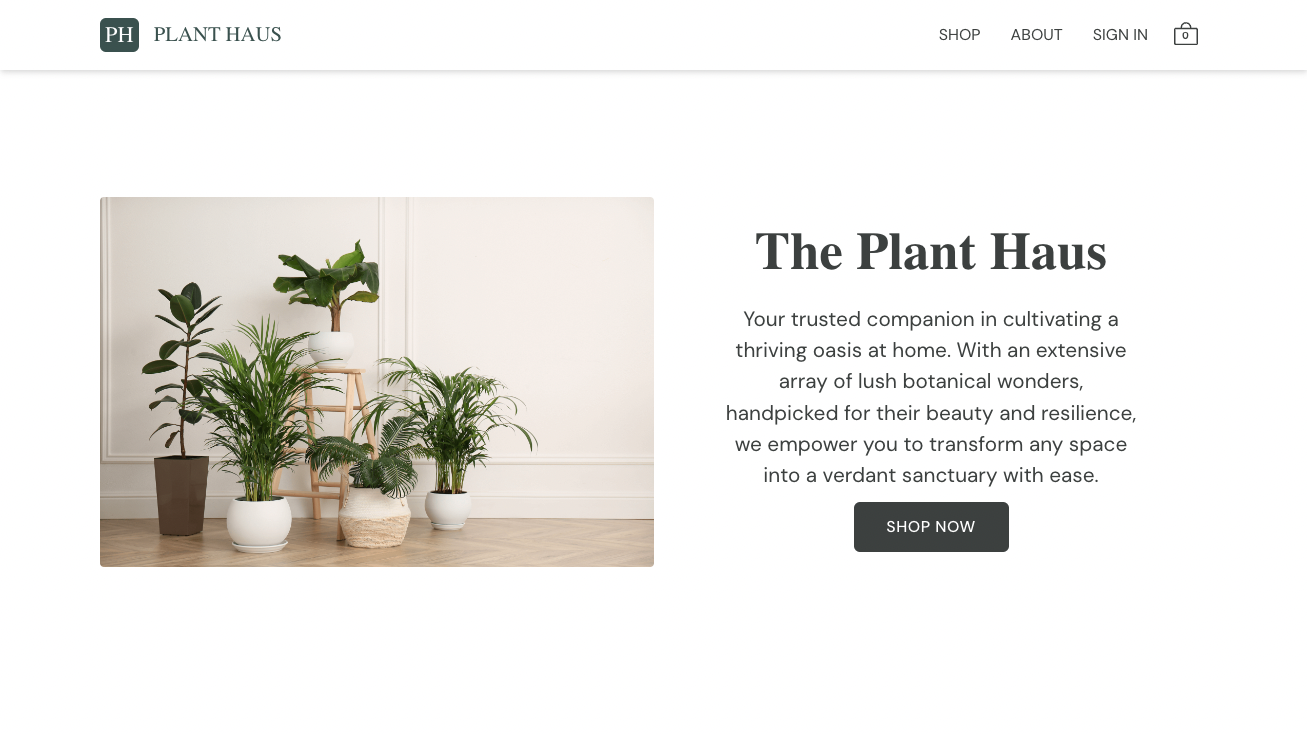 PH PLANT HAUS SHOP ABOUT SIGN IN 0
The Plant Haus
Your trusted companion in cultivating a
thriving oasis at home. With an extensive
array of lush botanical wonders,
handpicked for their beauty and resilience,
we empower you to transform any space
into a verdant sanctuary with ease.
SHOP NOW